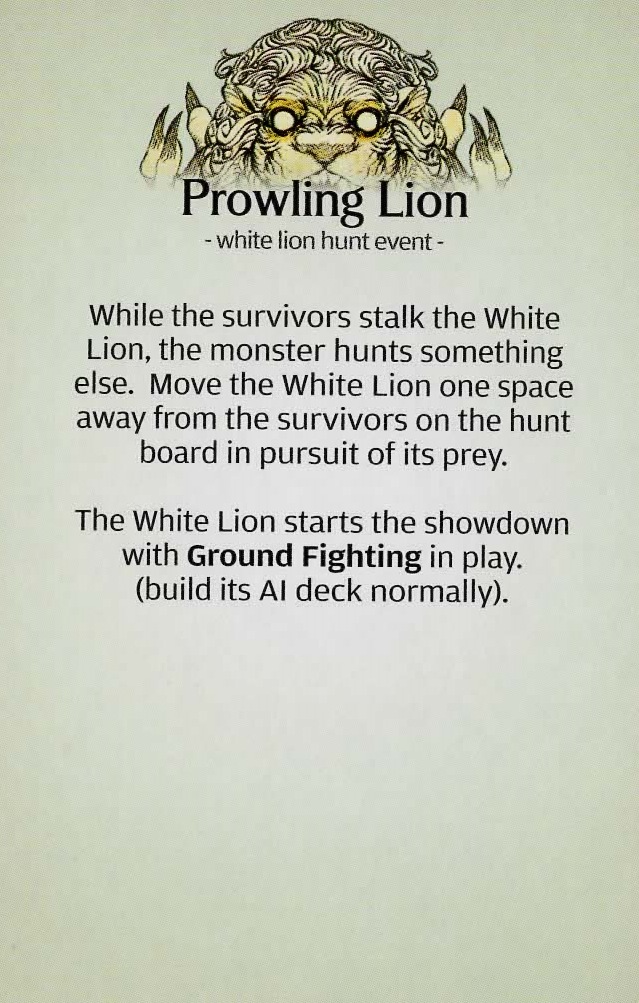 Prowling Lion
- white lion hunt event -
While the survivors stalk the White
Lion, the monster hunts something
else. Move the White Lion one space
away from the survivors on the hunt
board in pursuit of its prey.
The White Lion starts the showdown
with Ground Fighting in play.
(build its AI deck normally).